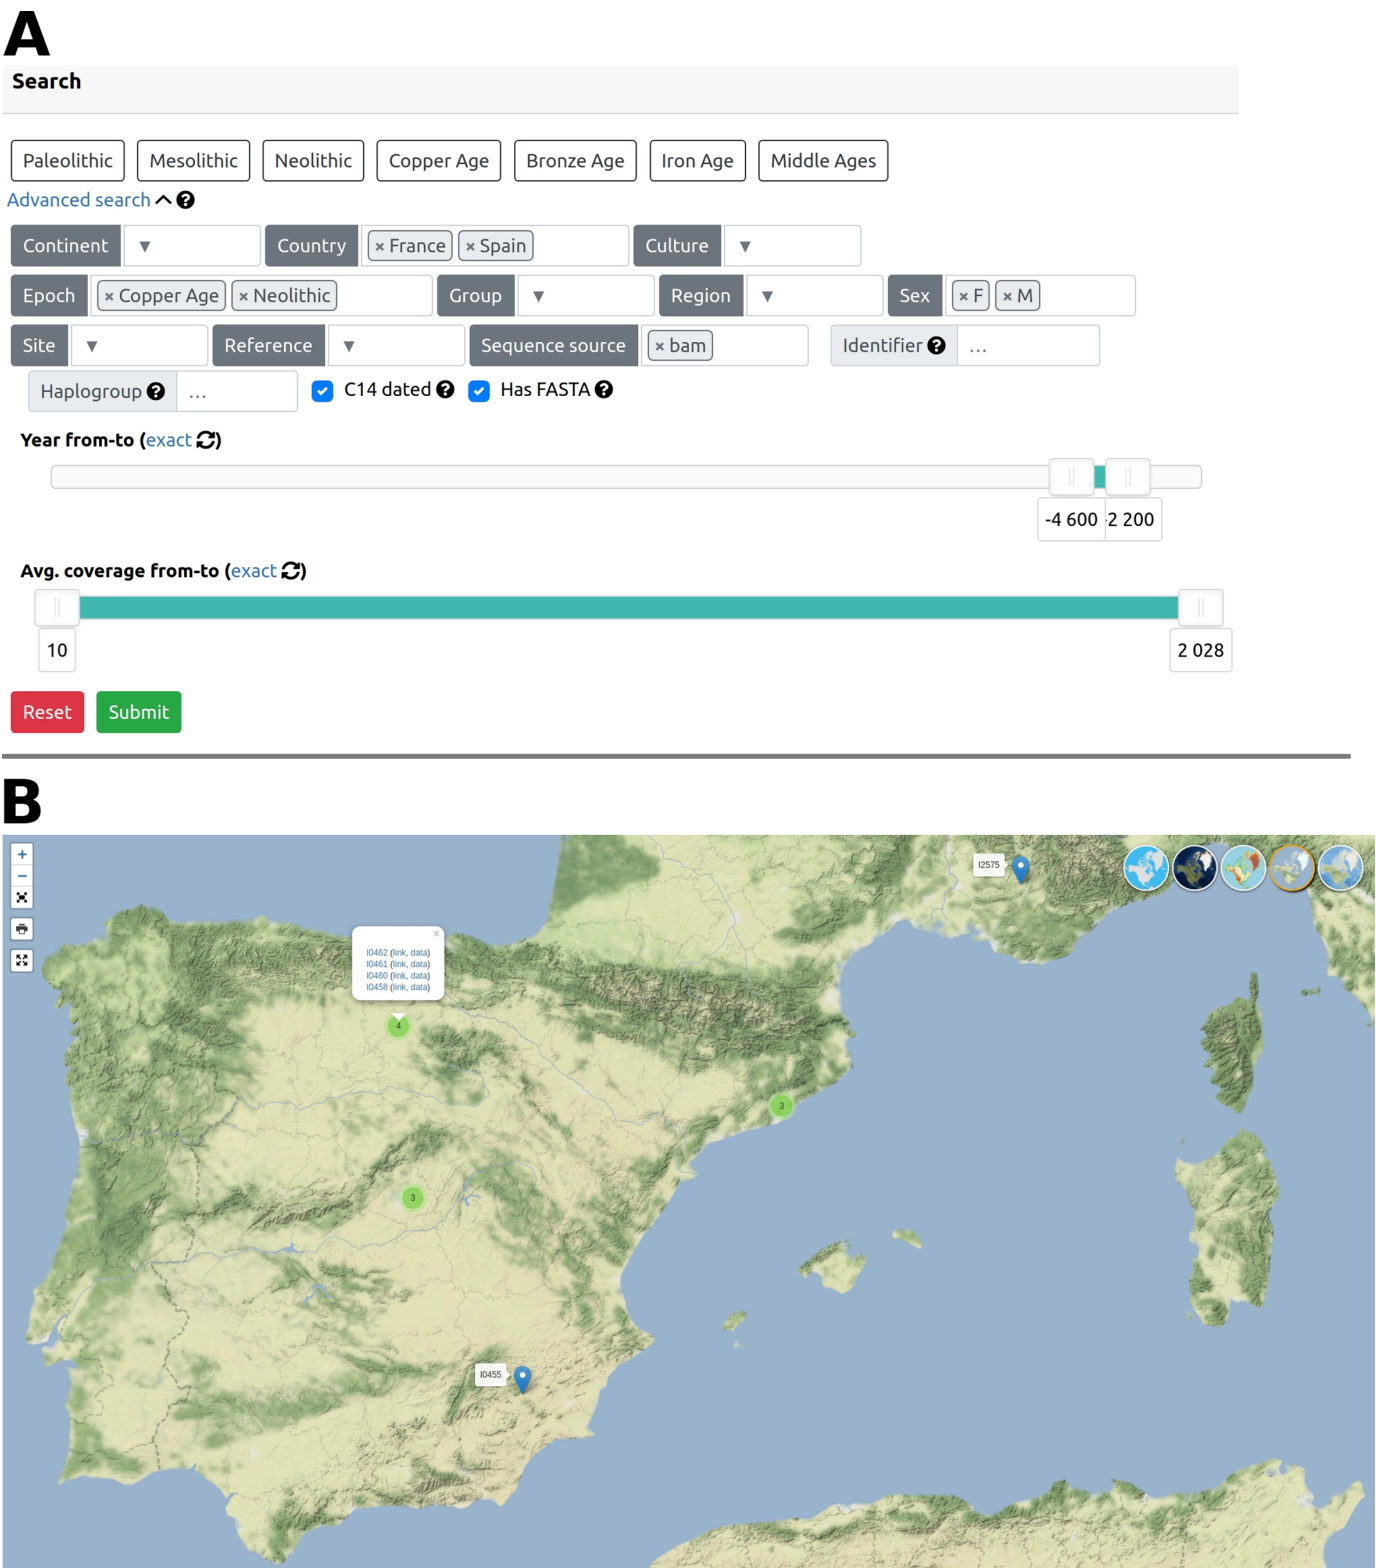 A
Search
Paleolithic Mesolithic Neolithic Copper Age Bronze Age Iron Age Middle Ages
Advanced search ?
Continent ▼ Country × France × Spain Culture ▼
Epoch × Copper Age × Neolithic Group ▼ Region ▼ Sex × F × M
Site ▼ Reference ▼ Sequence source × bam Identifier ? ...
Haplogroup ? ... C14 dated ? Has FASTA ?
Year from-to (exact )
-4 600 -2 200
Avg. coverage from-to (exact )
10 2 028
Reset Submit
B
+
−
I2575
×
I0462 (link, data)
I0461 (link, data)
I0460 (link, data)
I0458 (link, data)
4
3
3
I0455